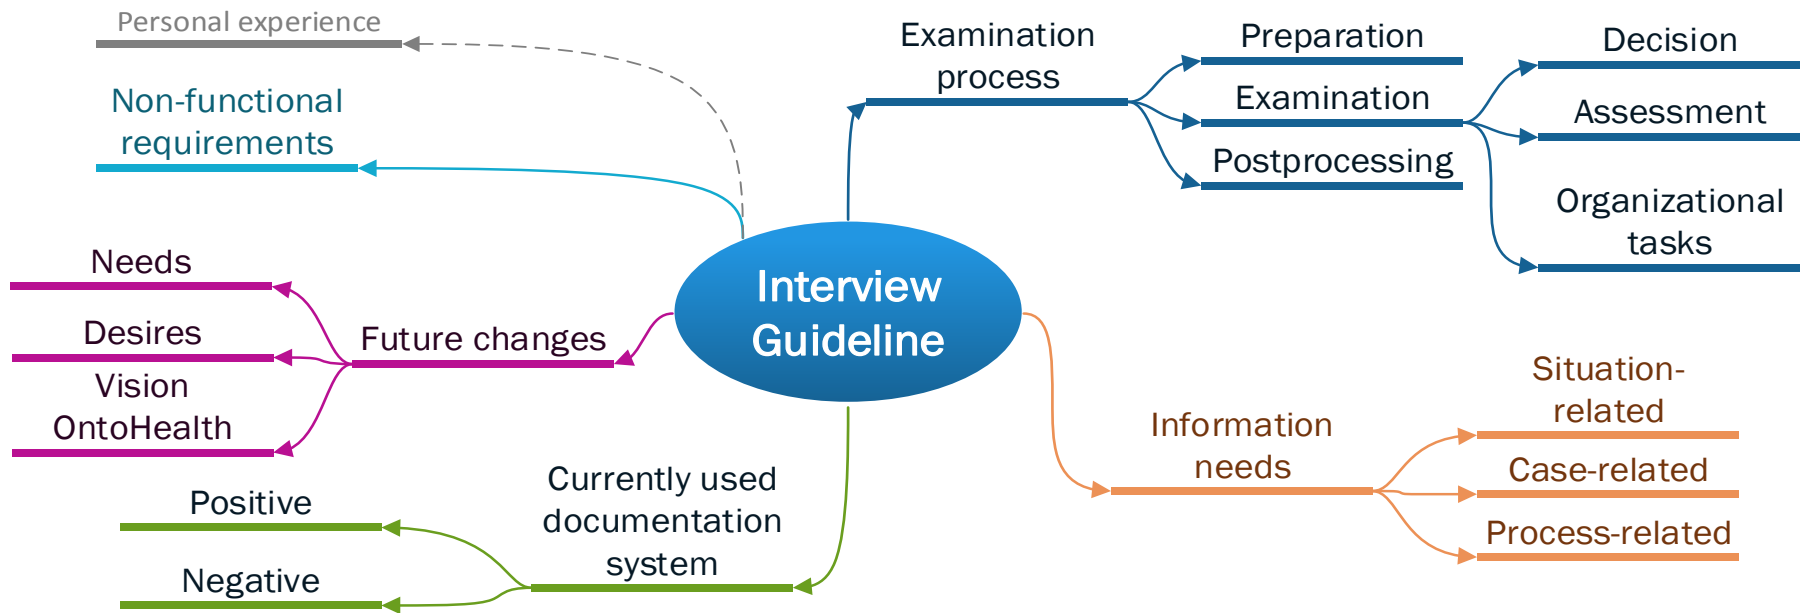 Personal experience
Non-functional
requirements
Needs
Desires
Vision
OntoHealth
Future changes
Positive
Negative
Currently used
documentation
system
Interview
Guideline
Examination
process
Preparation
Examination
Postprocessing
Decision
Assessment
Organizational
tasks
Information
needs
Situation-
related
Case-related
Process-related